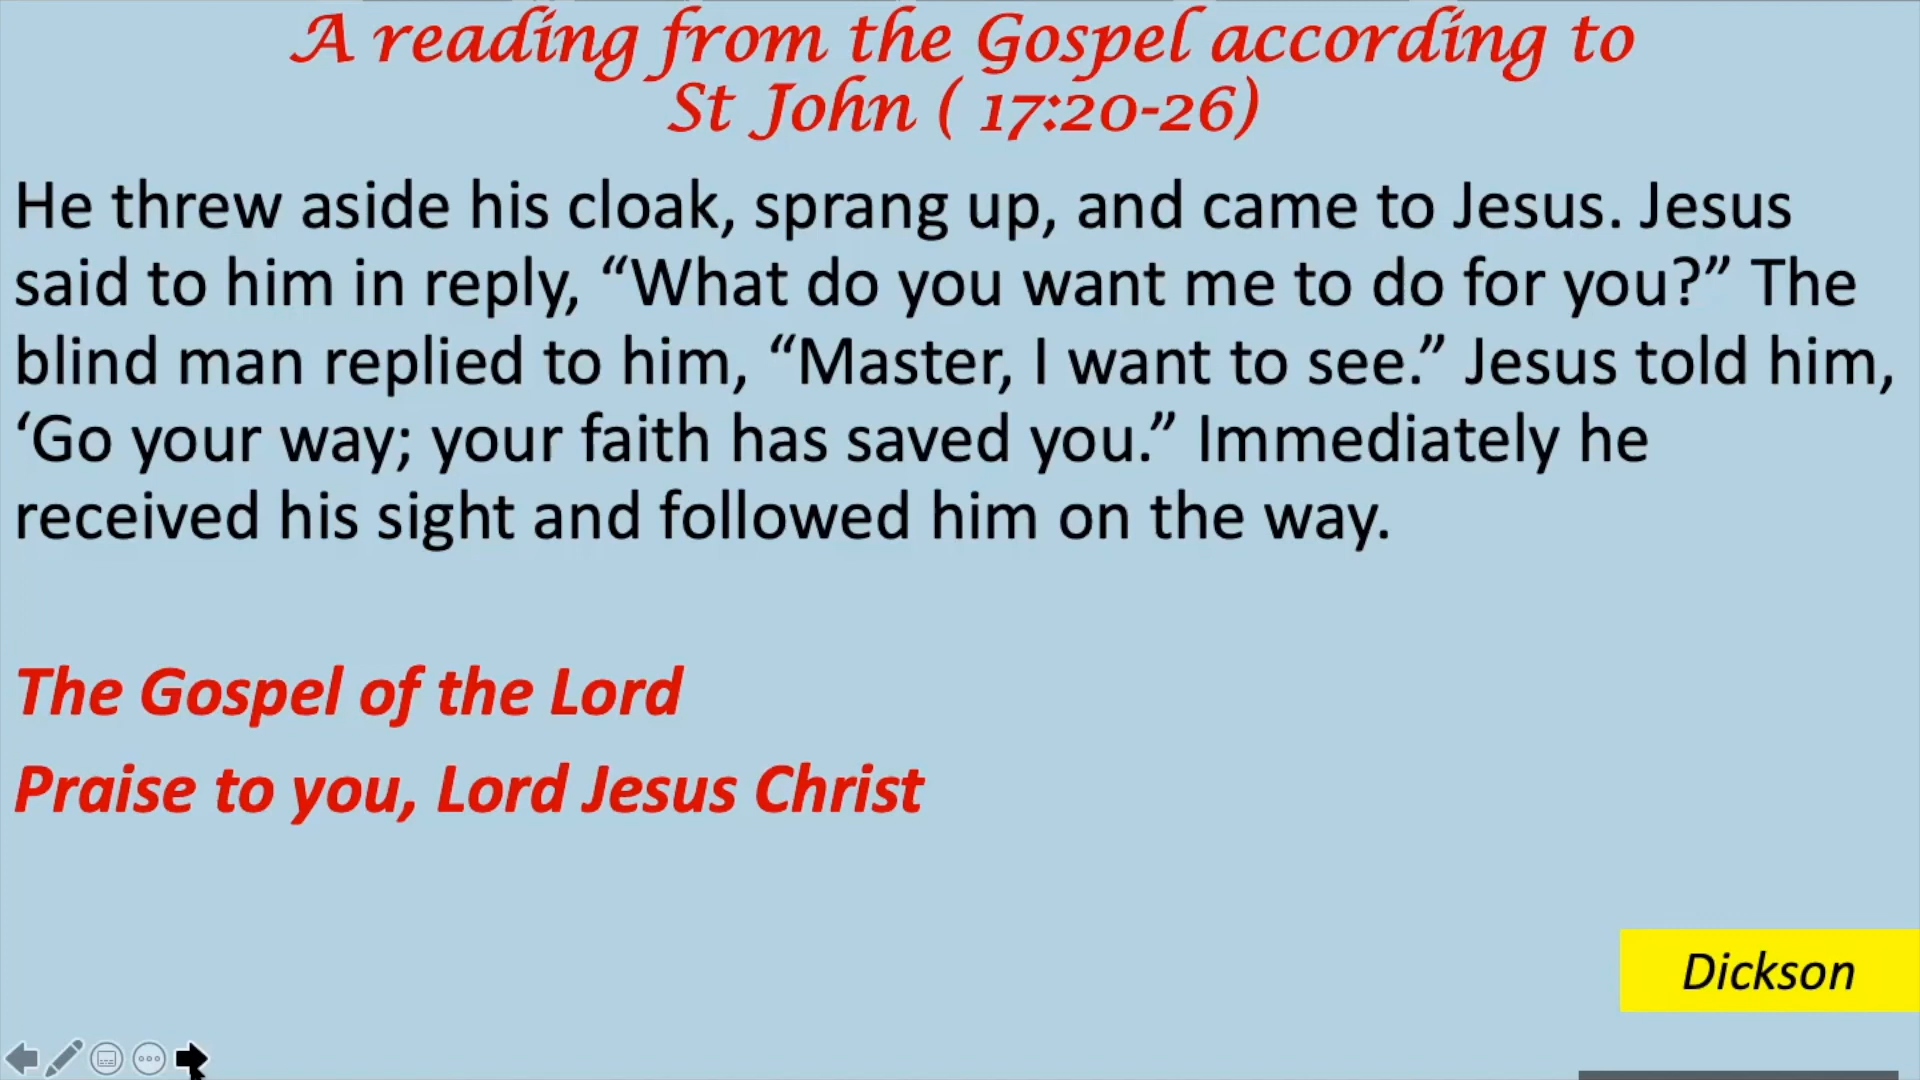 A reading from the Gospel according to
St John ( 17:20-26)
He threw aside his cloak, sprang up, and came to Jesus. Jesus
said to him in reply, “What do you want me to do for you?” The
blind man replied to him, “Master, I want to see.” Jesus told him,
‘Go your way; your faith has saved you.” Immediately he
received his sight and followed him on the way.
The Gospel of the Lord
Praise to you, Lord Jesus Christ
Dickson